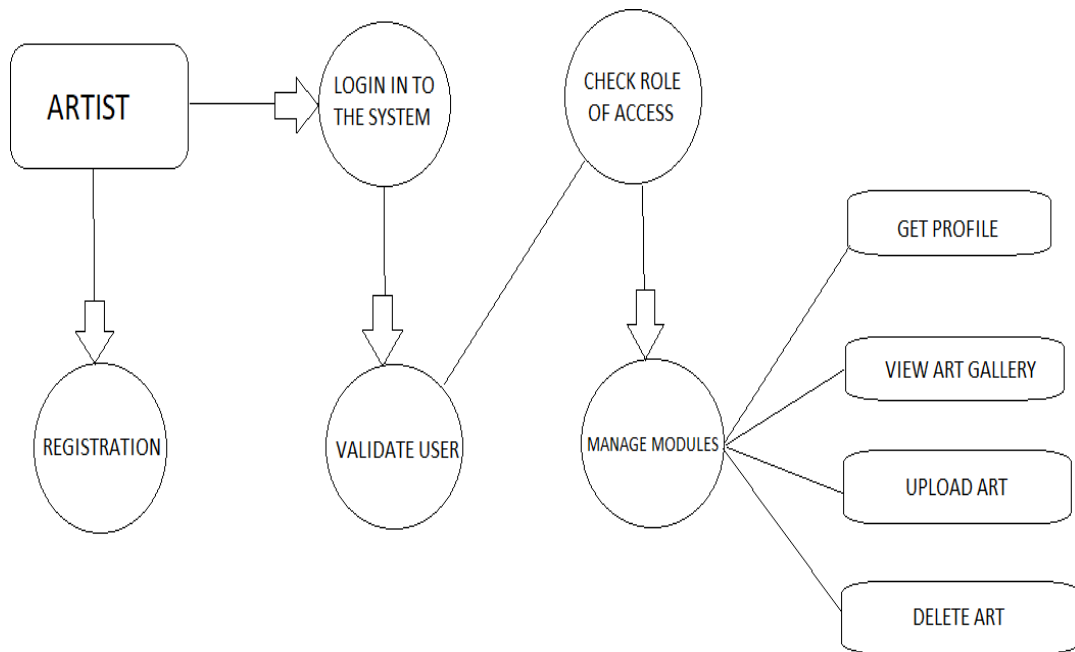 ARTIST
LOGIN IN TO
THE SYSTEM
CHECK ROLE
OF ACCESS
GET PROFILE
VIEW ART GALLERY
REGISTRATION
VALIDATE USER
MANAGE MODULES
UPLOAD ART
DELETE ART